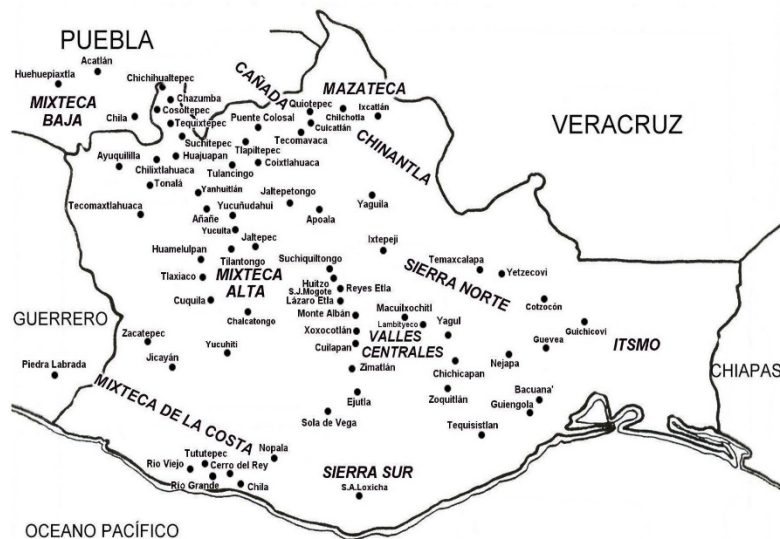 PUEBLA
Acatlán
Huehuepiaxtla
MIXTECA
BAJA
Chichihualtepec
Chazumba
Cosoltepec
Chila
Tequixtepec
Suchitepec
CAÑADA
MAZATECA
Quiotepec
Ixcatlán
Chilchotla
Cuicatlán
Puente Colosal
Tecomavaca
CHINANTLA
VERACRUZ
Ayuquililla
Huajuapan
Tlapiltepec
Chilixtlahuaca
Tulancingo
Coixtlahuaca
Tonalá
Yanhuitlán
Jaltepetongo
Yaguila
Tecomaxtlahuaca
Añañe
Yucuñudahui
Apoala
Yucuita
Ixtepeji
Huamelulpan
Jaltepec
Tilantongo
Suchiquiltongo
Temaxcalapa
Yetzecovi
SIERRA NORTE
Tlaxiaco
MIXTECA
ALTA
Huitzo
S.J.Mogote
Reyes Etla
Lázaro Etla
Cuquila
Chalcatongo
Monte Albán
Macuilxochitl
Lambityeco
Cotzocón
Guichicovi
GUERRERO
Zacatepec
Yucuhiti
Xoxocotlán
VALLES
CENTRALES
Yagul
Guevea
ITSMO
Cuilapan
Jicayán
Piedra Labrada
Zimatlán
Chichicapan
Nejapa
CHIAPAS
MIXTECA DE LA COSTA
Ejutla
Zoquitlán
Bacuana'
Guiengola
Sola de Vega
Tequisistlan
Nopala
Tututepec
Rio Viejo
Cerro del Rey
Río Grande
Chila
SIERRA SUR
S.A.Loxicha
OCEANO PACÍFICO